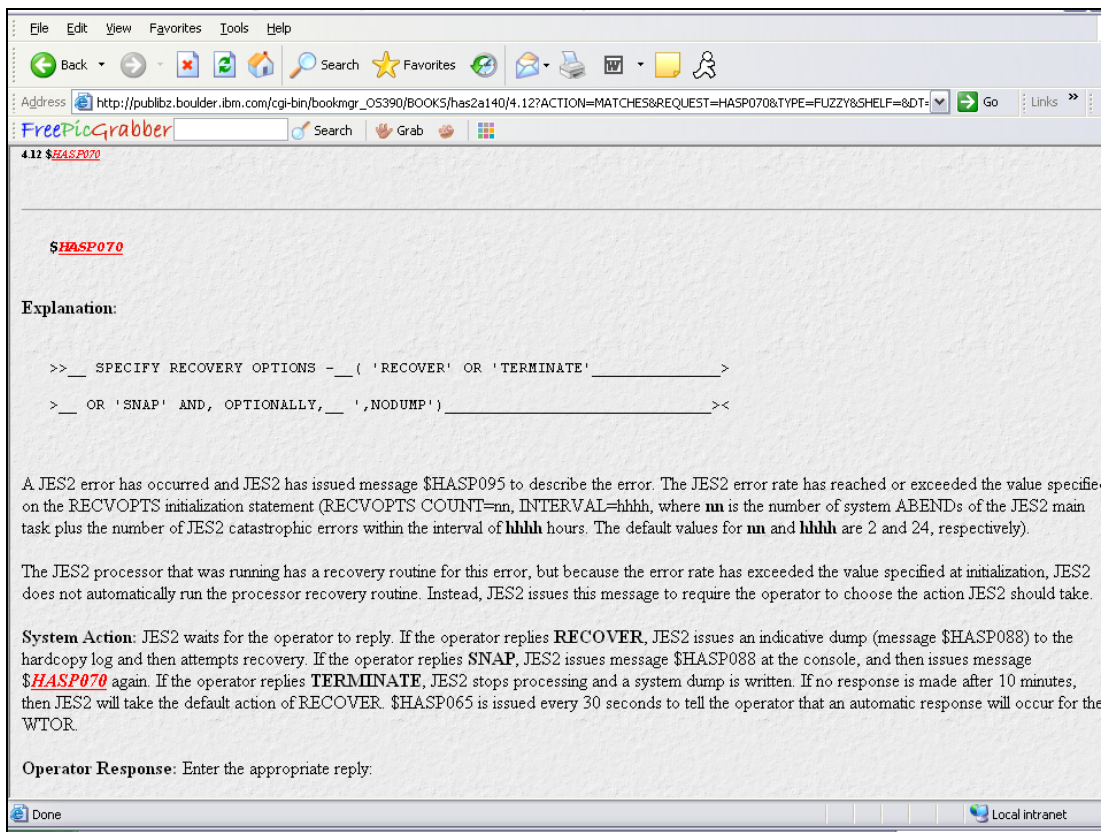 File Edit View Favorites Tools Help
Back Search Favorites
Address http://publibz.boulder.ibm.com/cgi-bin/bookmgr_OS390/BOOKS/has2a140/4.12?ACTION=MATCHES&REQUEST=HASP070&TYPE=FUZZY&SHELF=&DT= Go Links »
FreePicGrabber Search Grab
4.12 $HASP070
$HASP070
Explanation:
>>__ SPECIFY RECOVERY OPTIONS -__( 'RECOVER' OR 'TERMINATE'______________>
>__ OR 'SNAP' AND, OPTIONALLY,__ ',NODUMP')_____________________________><
A JES2 error has occurred and JES2 has issued message $HASP095 to describe the error. The JES2 error rate has reached or exceeded the value specifie
on the RECVOPTS initialization statement (RECVOPTS COUNT=nn, INTERVAL=hhhh, where nn is the number of system ABENDs of the JES2 main
task plus the number of JES2 catastrophic errors within the interval of hhhh hours. The default values for nn and hhhh are 2 and 24, respectively).
The JES2 processor that was running has a recovery routine for this error, but because the error rate has exceeded the value specified at initialization, JES2
does not automatically run the processor recovery routine. Instead, JES2 issues this message to require the operator to choose the action JES2 should take.
System Action: JES2 waits for the operator to reply. If the operator replies RECOVER, JES2 issues an indicative dump (message $HASP088) to the
hardcopy log and then attempts recovery. If the operator replies SNAP, JES2 issues message $HASP088 at the console, and then issues message
$HASP070 again. If the operator replies TERMINATE, JES2 stops processing and a system dump is written. If no response is made after 10 minutes,
then JES2 will take the default action of RECOVER. $HASP065 is issued every 30 seconds to tell the operator that an automatic response will occur for the
WTOR.
Operator Response: Enter the appropriate reply:
Done Local intranet